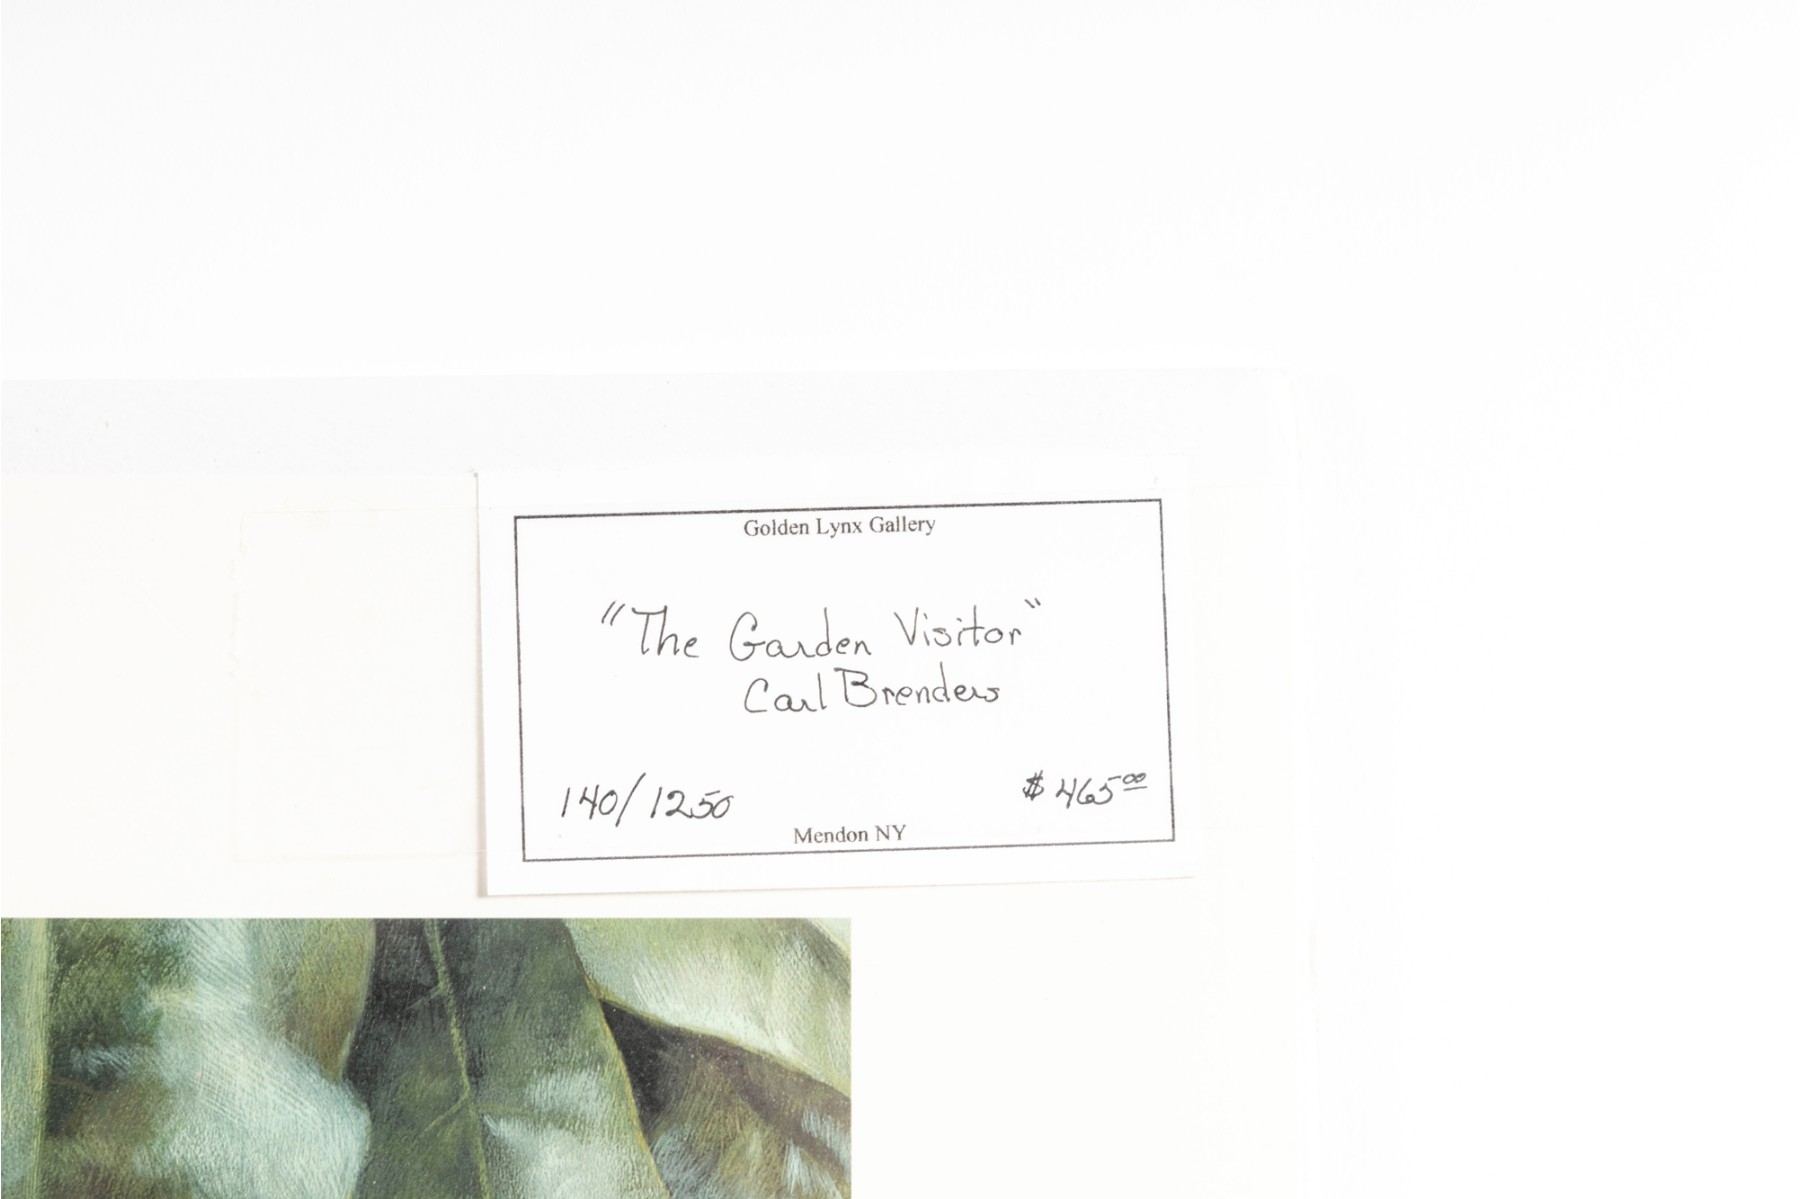 Golden Lynx Gallery
"The Garden Visitor"
Carl Brenders
140/1250
$465.00
Mendon NY